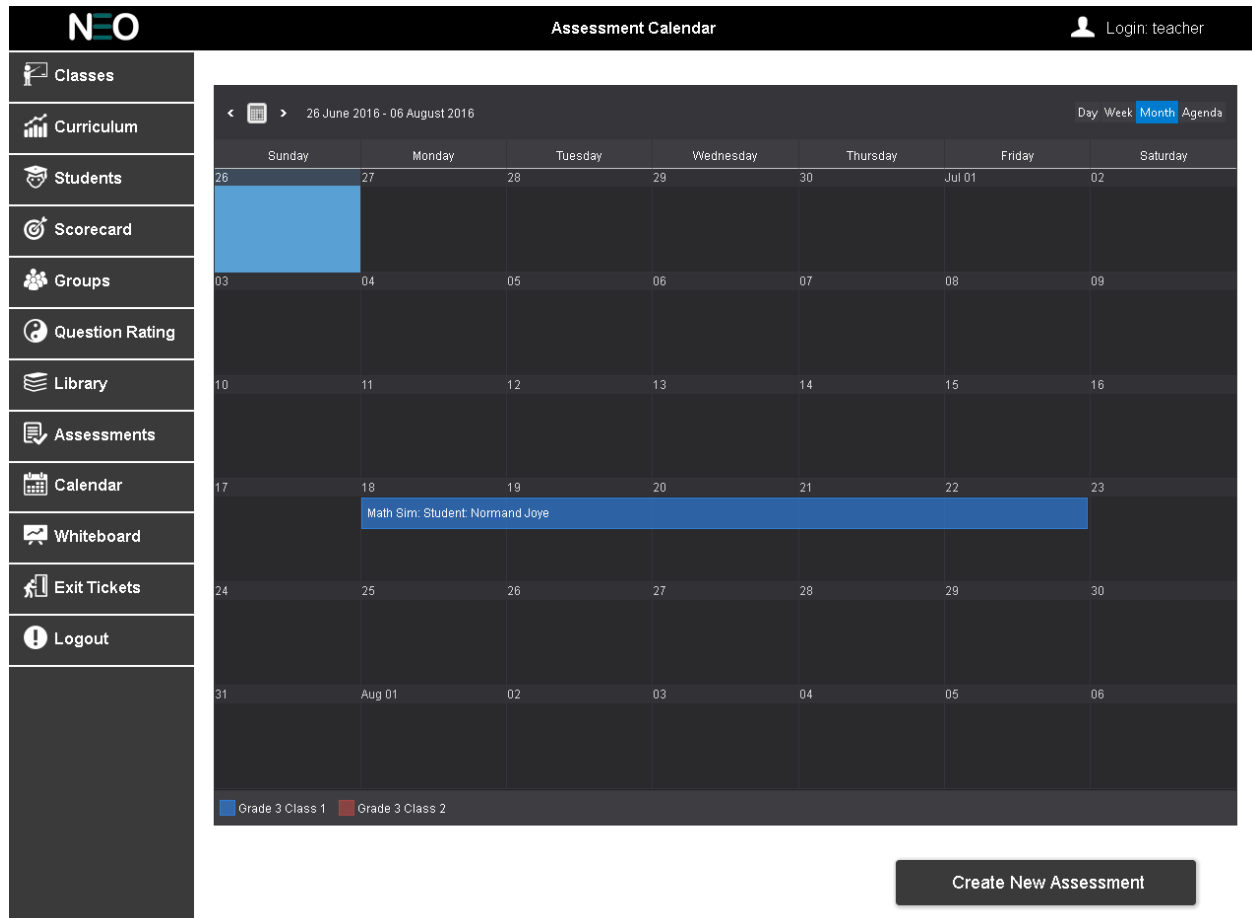 NEO
Assessment Calendar
Login: teacher
Classes
Curriculum
Students
Scorecard
Groups
Question Rating
Library
Assessments
Calendar
Whiteboard
Exit Tickets
Logout
< > 26 June 2016 - 06 August 2016
Day Week Month Agenda
Sunday Monday Tuesday Wednesday Thursday Friday Saturday
26 27 28 29 30 Jul 01 02
03 04 05 06 07 08 09
10 11 12 13 14 15 16
17 18 19 20 21 22 23
Math Sim: Student: Normand Joye
24 25 26 27 28 29 30
31 Aug 01 02 03 04 05 06
Grade 3 Class 1 Grade 3 Class 2
Create New Assessment